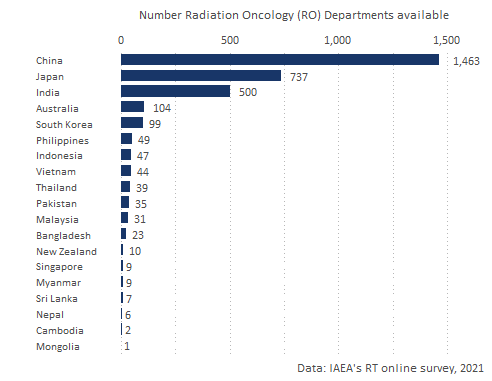 Number Radiation Oncology (RO) Departments available
0 500 1,000 1,500
China 1,463
Japan 737
India 500
Australia 104
South Korea 99
Philippines 49
Indonesia 47
Vietnam 44
Thailand 39
Pakistan 35
Malaysia 31
Bangladesh 23
New Zealand 10
Singapore 9
Myanmar 9
Sri Lanka 7
Nepal 6
Cambodia 2
Mongolia 1
Data: IAEA's RT online survey, 2021